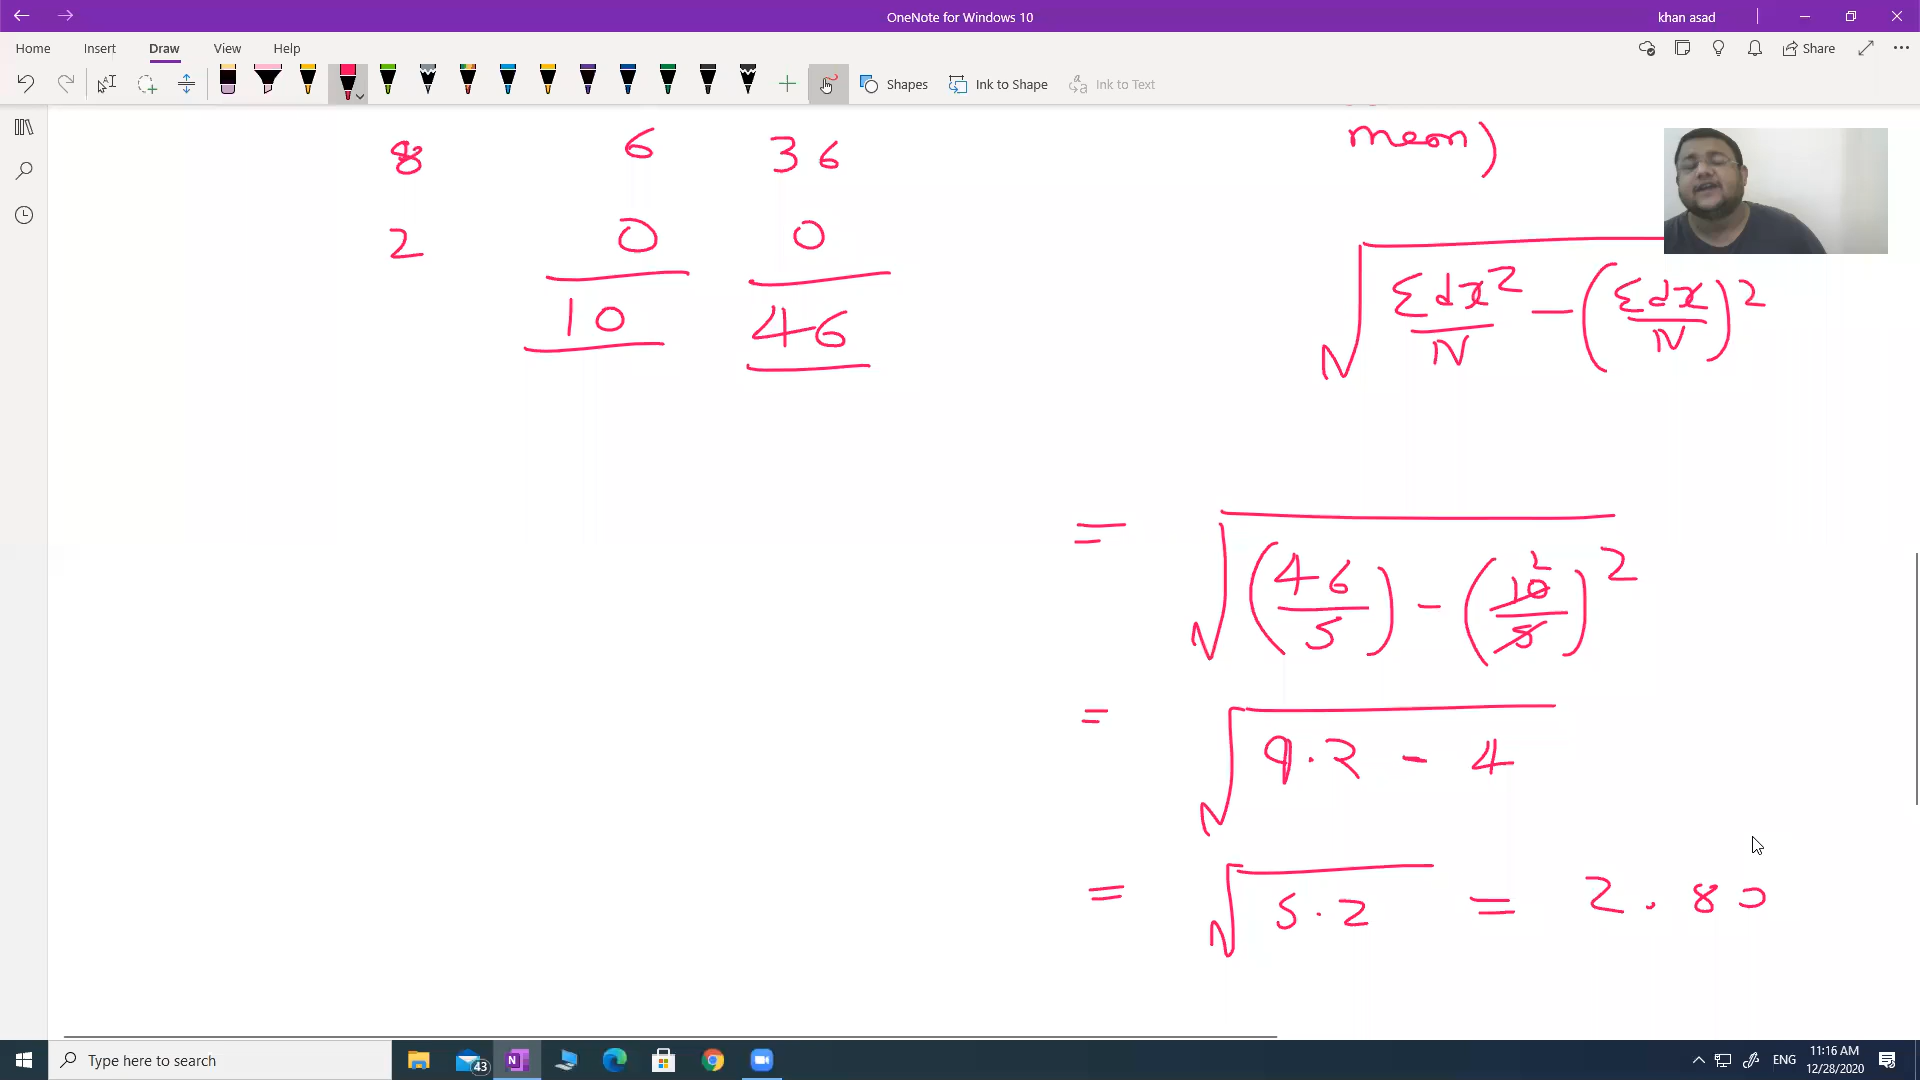 OneNote for Windows 10
khan asad
Home Insert Draw View Help
Share
Shapes Ink to Shape Ink to Text
8 6 36
2 0 0
10 46
mean)
√(Σdx²/N − (Σdx/N)²)
= √((46/5) − (10/5)²) 2
= √(9.2 − 4)
= √5.2 = 2.8
Type here to search
43
ENG
11:16 AM
12/28/2020